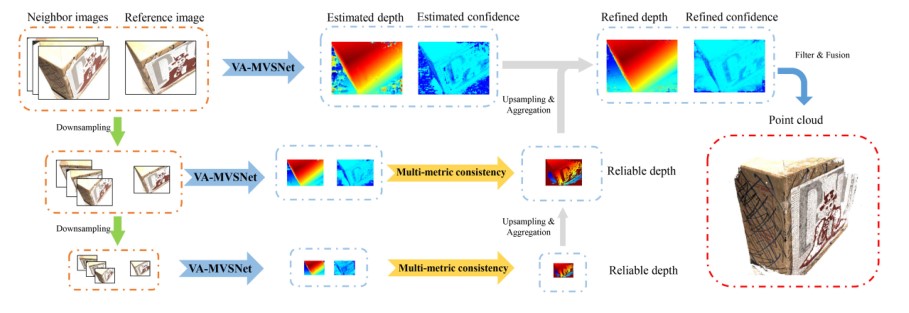 Neighbor images
Reference image
VA-MVSNet
Estimated depth
Estimated confidence
Refined depth
Refined confidence
Filter & Fusion
Upsampling &
Aggregation
Point cloud
Downsampling
VA-MVSNet
Multi-metric consistency
Reliable depth
Upsampling &
Aggregation
Downsampling
VA-MVSNet
Multi-metric consistency
Reliable depth